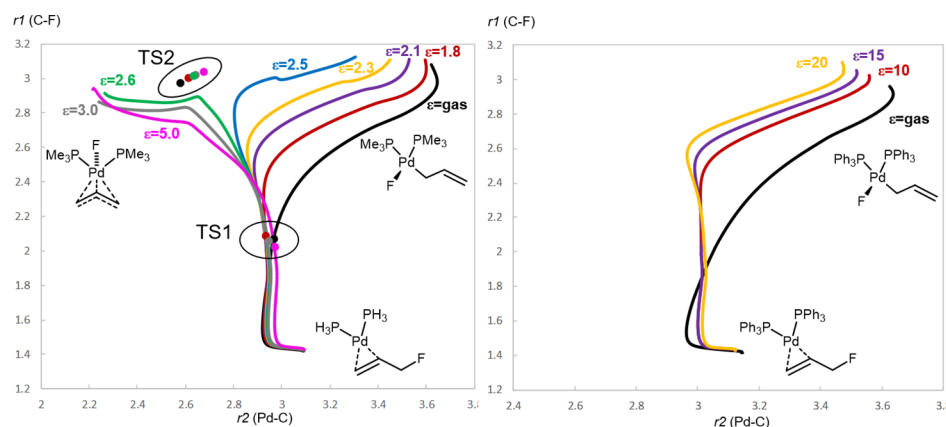 r1 (C-F)
3.2
3
2.8
2.6
2.4
2.2
2
1.8
1.6
1.4
1.2
2
2.2
2.4
2.6
2.8
3
3.2
3.4
3.6
3.8
r2 (Pd-C)
TS2
TS1
ε=2.6
ε=3.0
ε=5.0
ε=2.5
ε=2.3
ε=2.1
ε=1.8
ε=gas
F
Me₃P
PMe₃
Pd
Me₃P
PMe₃
Pd
F
PH₃
H₃P
Pd
F
r1 (C-F)
3.2
3
2.8
2.6
2.4
2.2
2
1.8
1.6
1.4
1.2
2.4
2.6
2.8
3
3.2
3.4
3.6
3.8
r2 (Pd-C)
ε=20
ε=15
ε=10
ε=gas
Ph₃P
PPh₃
Pd
F
PPh₃
Ph₃P
Pd
F